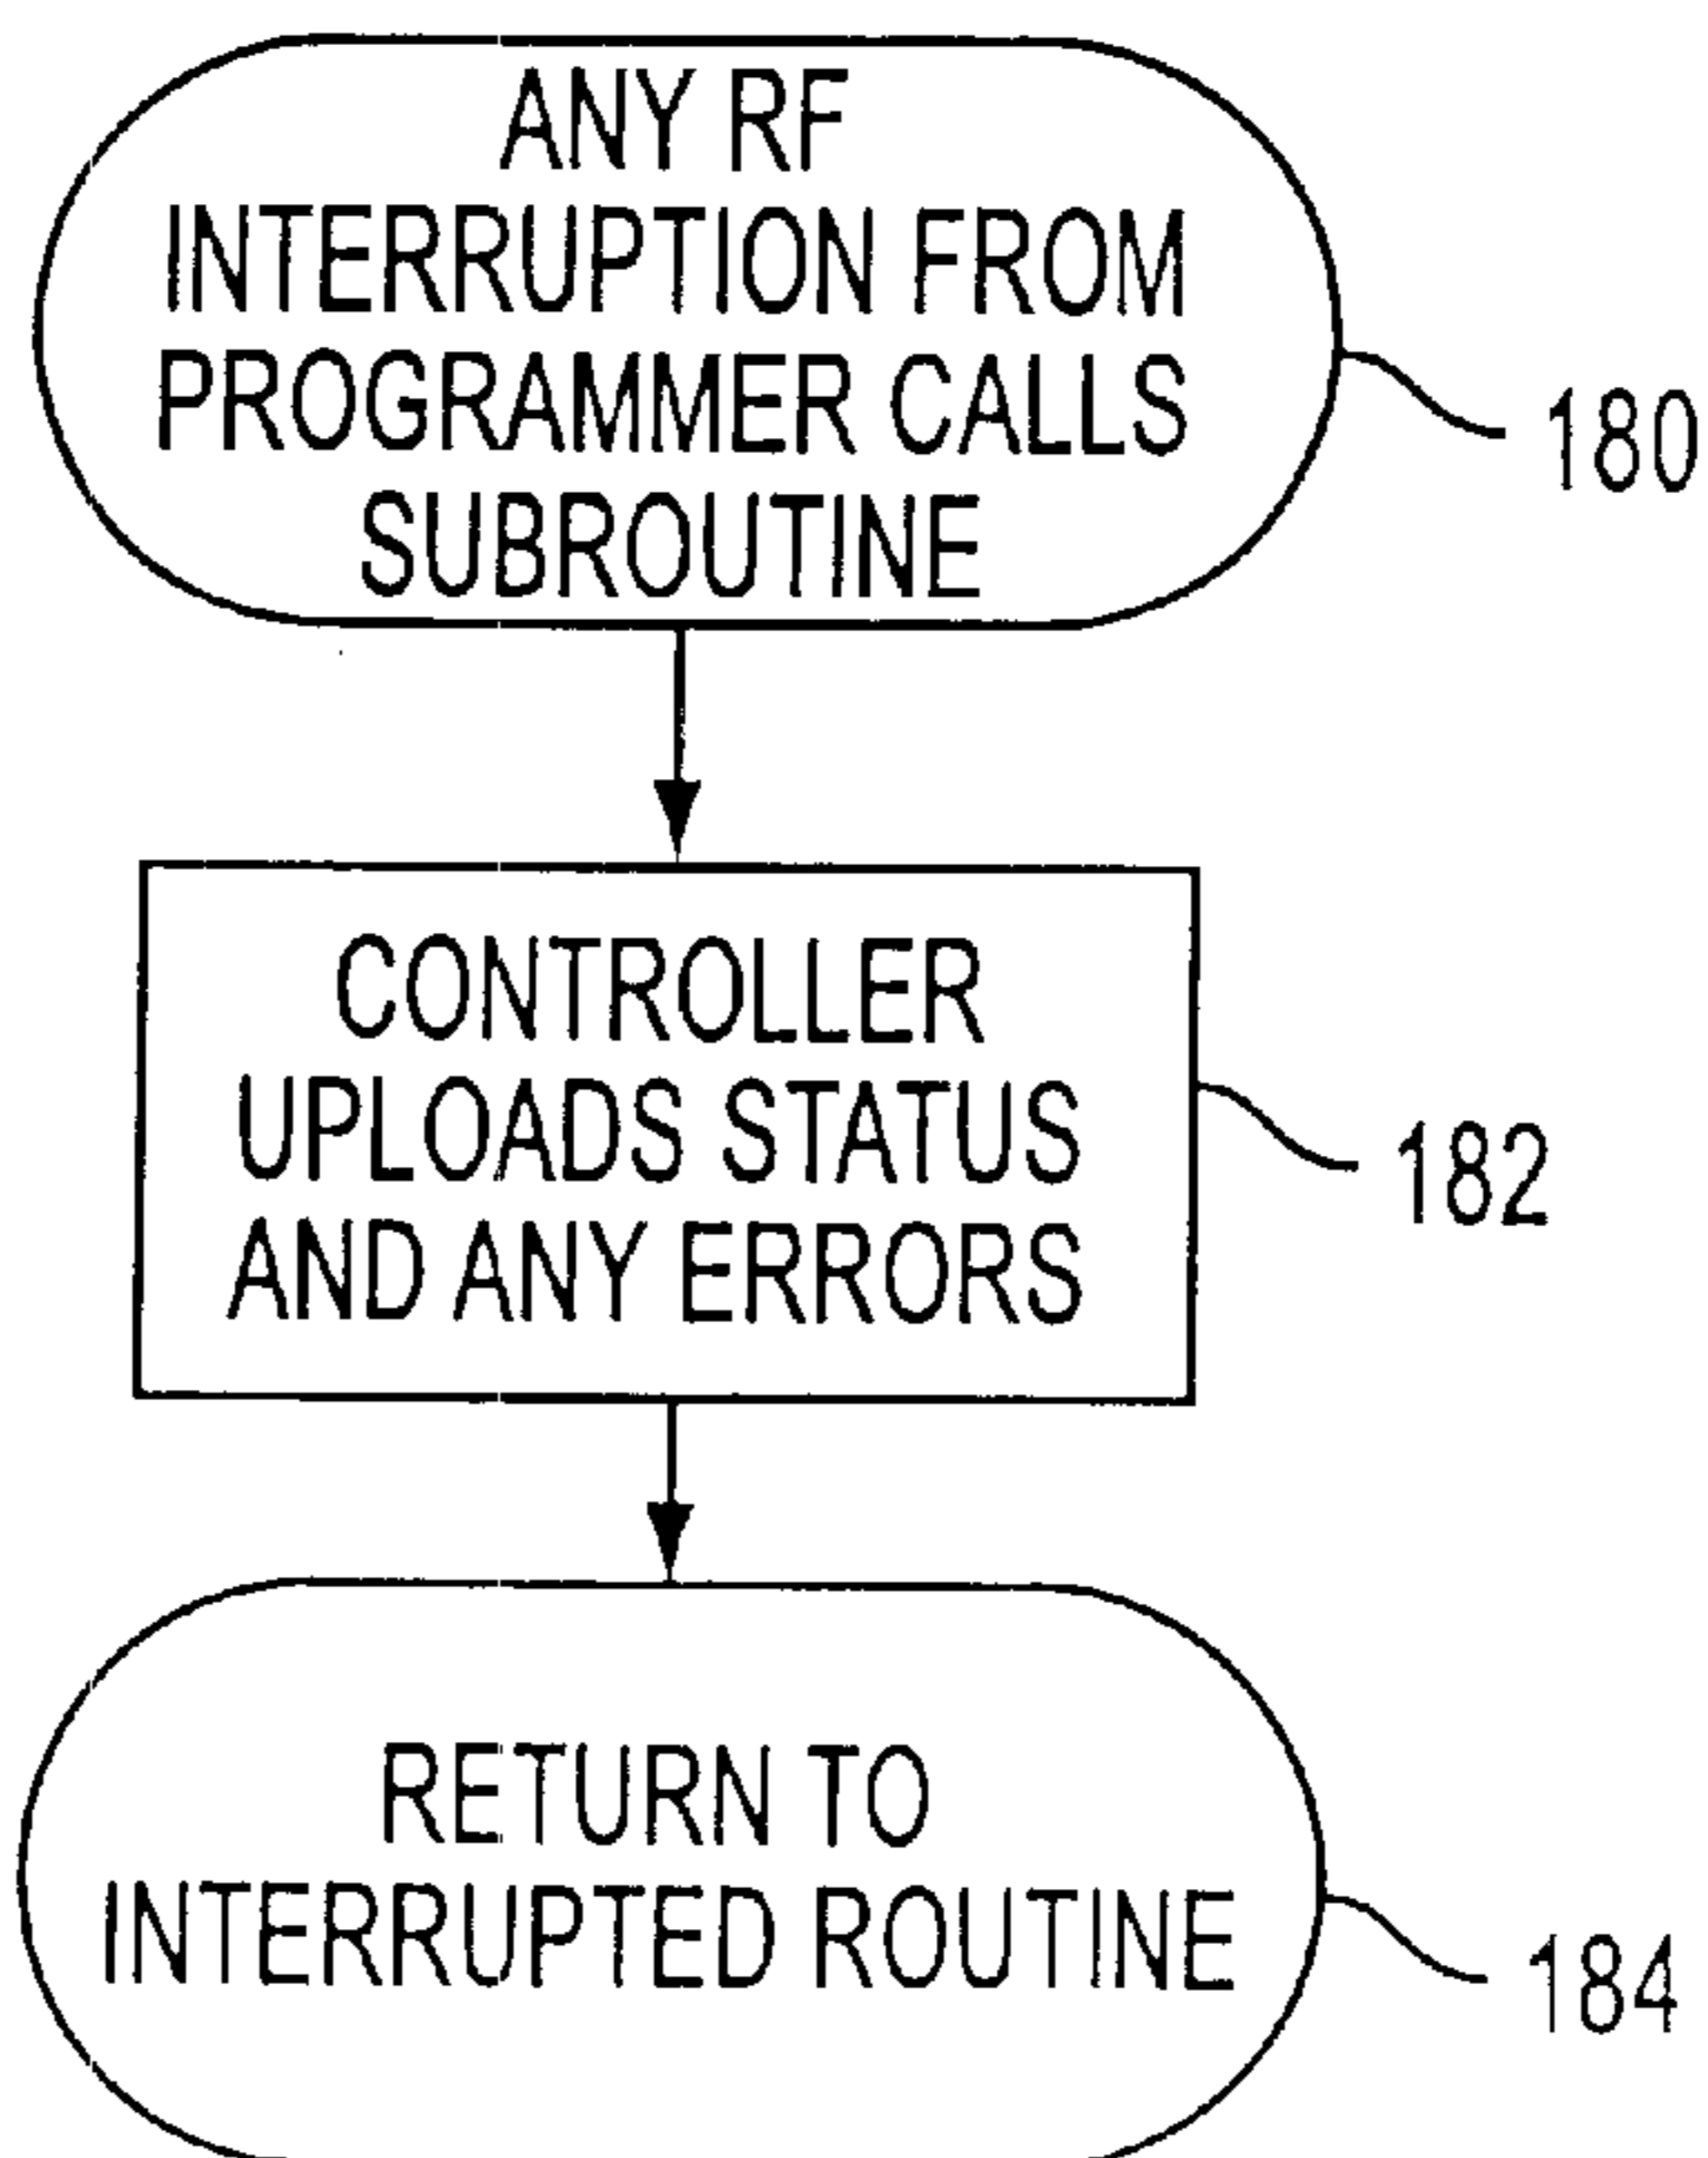 ANY RF
INTERRUPTION FROM
PROGRAMMER CALLS
SUBROUTINE
180
CONTROLLER
UPLOADS STATUS
AND ANY ERRORS
182
RETURN TO
INTERRUPTED ROUTINE
184